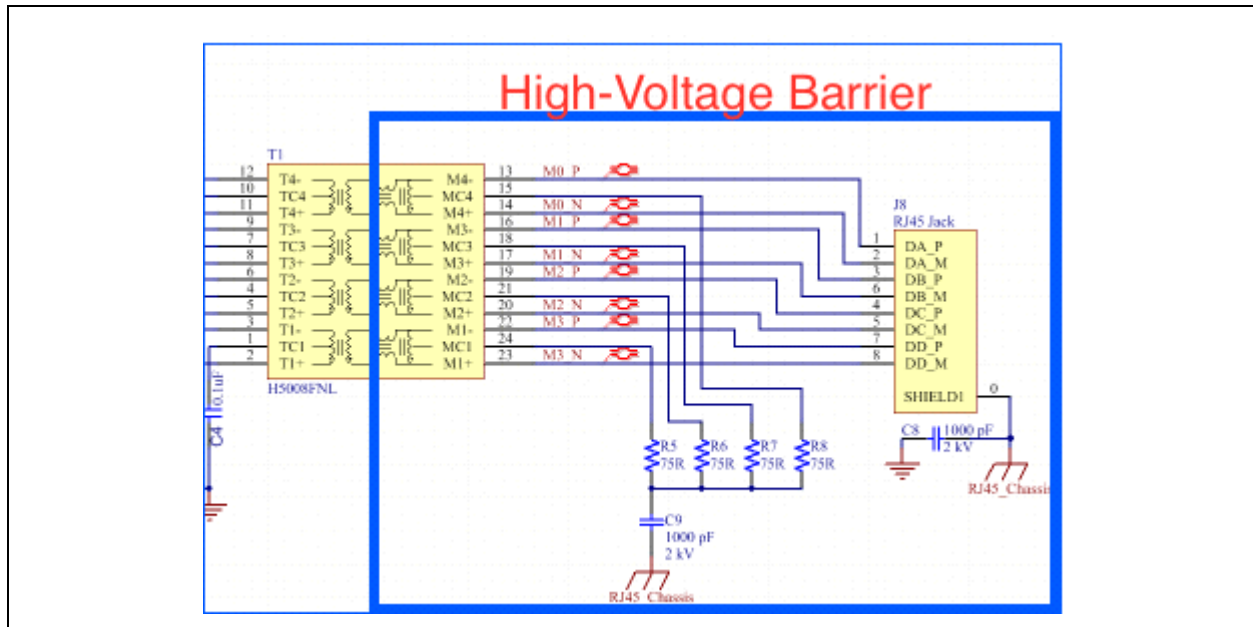 High-Voltage Barrier
T1
12 T4- M4- 13 M0_P
10 TC4 MC4 15
11 T4+ M4+ 14 M0_N
9 T3- M3- 16 M1_P
7 TC3 MC3 18
8 T3+ M3+ 17 M1_N
6 T2- M2- 19 M2_P
4 TC2 MC2 21
5 T2+ M2+ 20 M2_N
3 T1- M1- 22 M3_P
1 TC1 MC1 24
2 T1+ M1+ 23 M3_N
H5008FNL
J8
RJ45 Jack
1 DA_P
2 DA_M
3 DB_P
6 DB_M
4 DC_P
5 DC_M
7 DD_P
8 DD_M
SHIELD1 0
C4 0.1uF
R5 R6 R7 R8
75R 75R 75R 75R
C8 1000 pF
2 kV
RJ45_Chassis
C9
1000 pF
2 kV
RJ45_Chassis